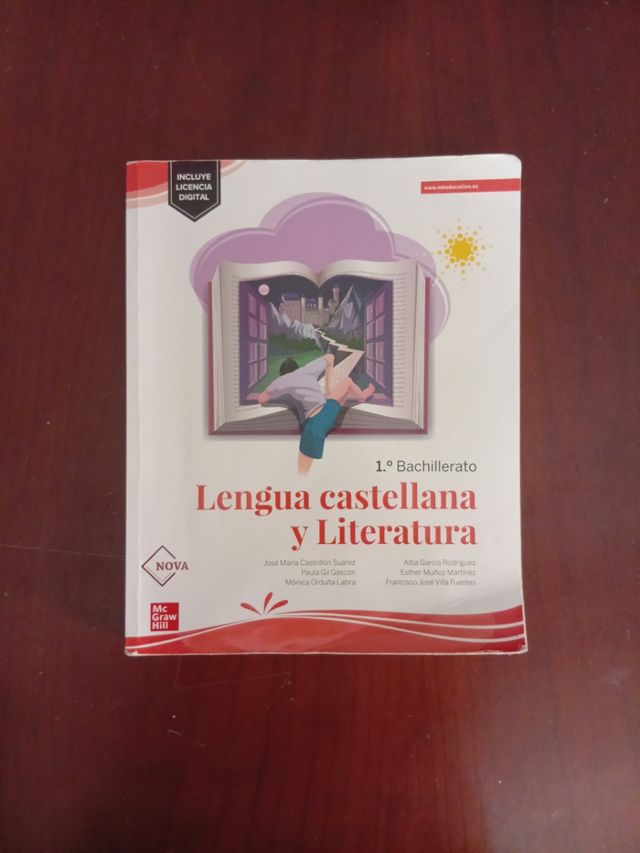 INCLUYE
LICENCIA
DIGITAL
www.mheducation.es
1.º Bachillerato
Lengua castellana
y Literatura
José María Castrillón Suárez
Paula Gil Gascón
Mónica Orduña Labra
Alba García Rodríguez
Esther Muñoz Martínez
Francisco José Villa Fuentes
NOVA
Mc
Graw
Hill